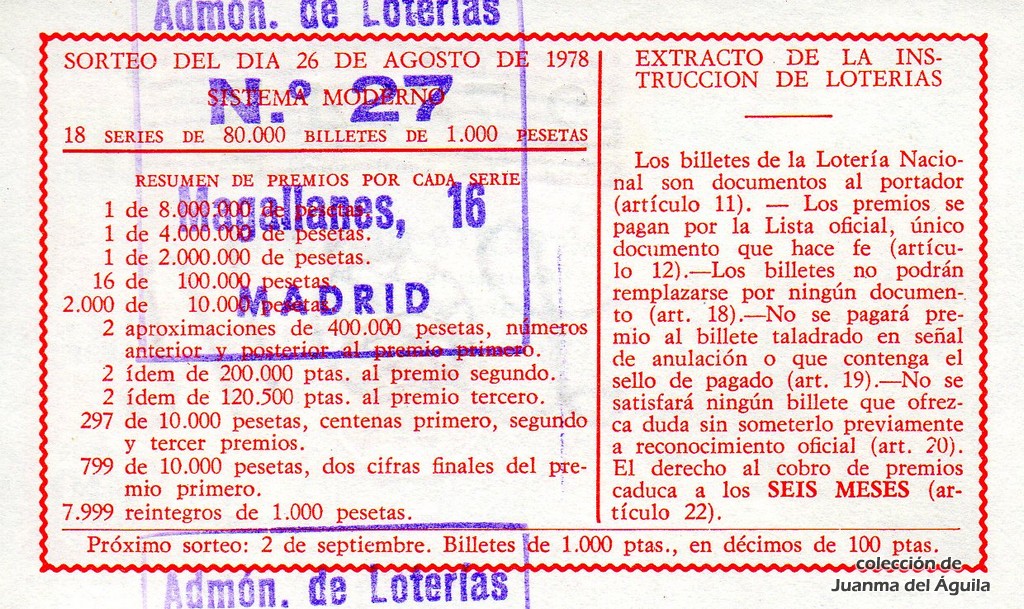 Admón. de Loterías
SORTEO DEL DIA 26 DE AGOSTO DE 1978
SISTEMA MODERNO
N.º 27
18 SERIES DE 80.000 BILLETES DE 1.000 PESETAS
RESUMEN DE PREMIOS POR CADA SERIE
1 de 8.000.000 de pesetas.
Magallanes, 16
1 de 4.000.000 de pesetas.
1 de 2.000.000 de pesetas.
16 de 100.000 pesetas.
2.000 de 10.000 pesetas.
MADRID
2 aproximaciones de 400.000 pesetas, números
anterior y posterior al premio primero.
2 ídem de 200.000 ptas. al premio segundo.
2 ídem de 120.500 ptas. al premio tercero.
297 de 10.000 pesetas, centenas primero, segundo
y tercer premios.
799 de 10.000 pesetas, dos cifras finales del pre-
mio primero.
7.999 reintegros de 1.000 pesetas.
EXTRACTO DE LA INS-
TRUCCION DE LOTERIAS
Los billetes de la Lotería Nacio-
nal son documentos al portador
(artículo 11). — Los premios se
pagan por la Lista oficial, único
documento que hace fe (artícu-
lo 12).—Los billetes no podrán
remplazarse por ningún documen-
to (art. 18).—No se pagará pre-
mio al billete taladrado en señal
de anulación o que contenga el
sello de pagado (art. 19).—No se
satisfará ningún billete que ofrez-
ca duda sin someterlo previamente
a reconocimiento oficial (art. 20).
El derecho al cobro de premios
caduca a los SEIS MESES (ar-
tículo 22).
Próximo sorteo: 2 de septiembre. Billetes de 1.000 ptas., en décimos de 100 ptas.
Admón. de Loterías
colección de
Juanma del Águila